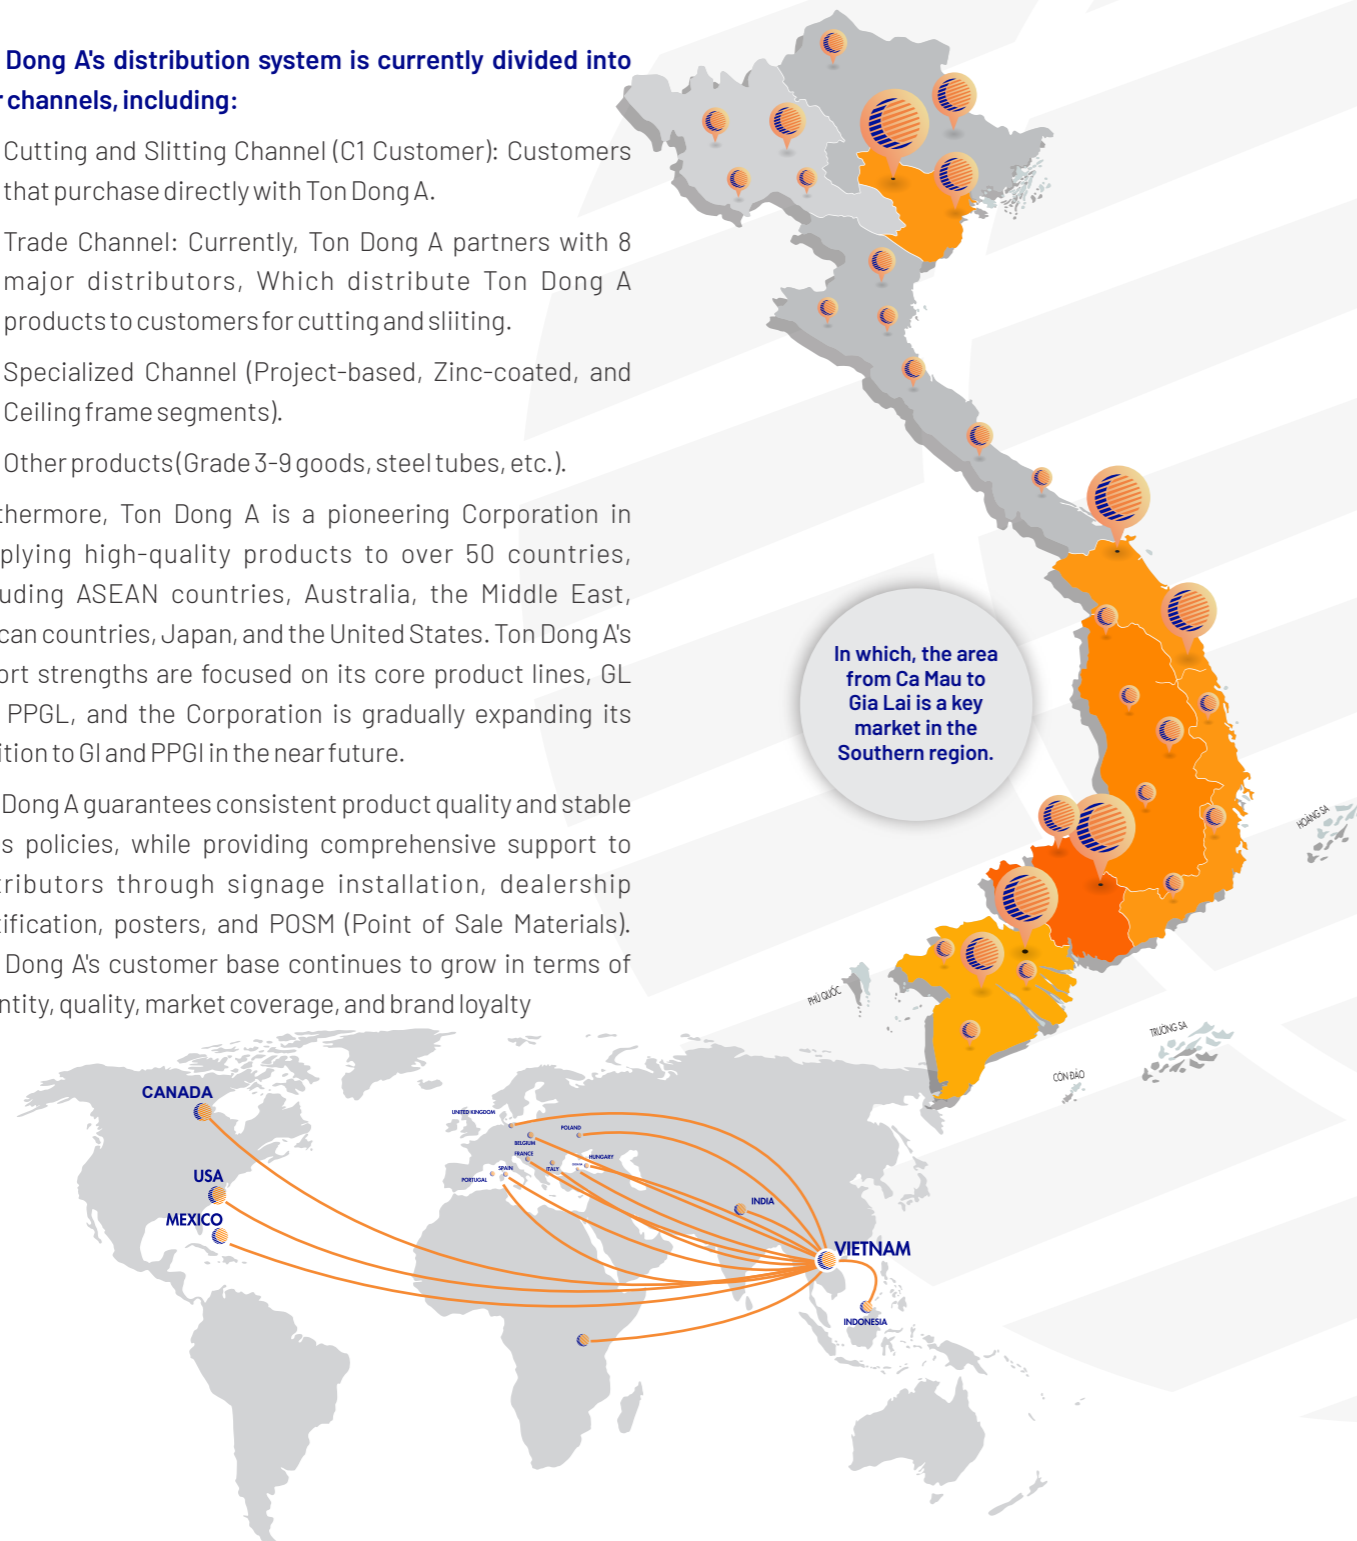 Dong A's distribution system is currently divided into
r channels, including:
Cutting and Slitting Channel (C1 Customer): Customers
that purchase directly with Ton Dong A.
Trade Channel: Currently, Ton Dong A partners with 8
major distributors, Which distribute Ton Dong A
products to customers for cutting and sliiting.
Specialized Channel (Project-based, Zinc-coated, and
Ceiling frame segments).
Other products (Grade 3-9 goods, steel tubes, etc.).
thermore, Ton Dong A is a pioneering Corporation in
plying high-quality products to over 50 countries,
uding ASEAN countries, Australia, the Middle East,
ican countries, Japan, and the United States. Ton Dong A's
ort strengths are focused on its core product lines, GL
PPGL, and the Corporation is gradually expanding its
ition to GI and PPGI in the near future.
Dong A guarantees consistent product quality and stable
s policies, while providing comprehensive support to
tributors through signage installation, dealership
tification, posters, and POSM (Point of Sale Materials).
Dong A's customer base continues to grow in terms of
ntity, quality, market coverage, and brand loyalty
In which, the area
from Ca Mau to
Gia Lai is a key
market in the
Southern region.
HOÀNG SA
PHÚ QUỐC
TRƯỜNG SA
CÔN ĐẢO
CANADA
USA
MEXICO
UNITED KINGDOM
POLAND
BELGIUM
FRANCE
HUNGARY
SPAIN
ITALY
PORTUGAL
INDIA
VIETNAM
INDONESIA